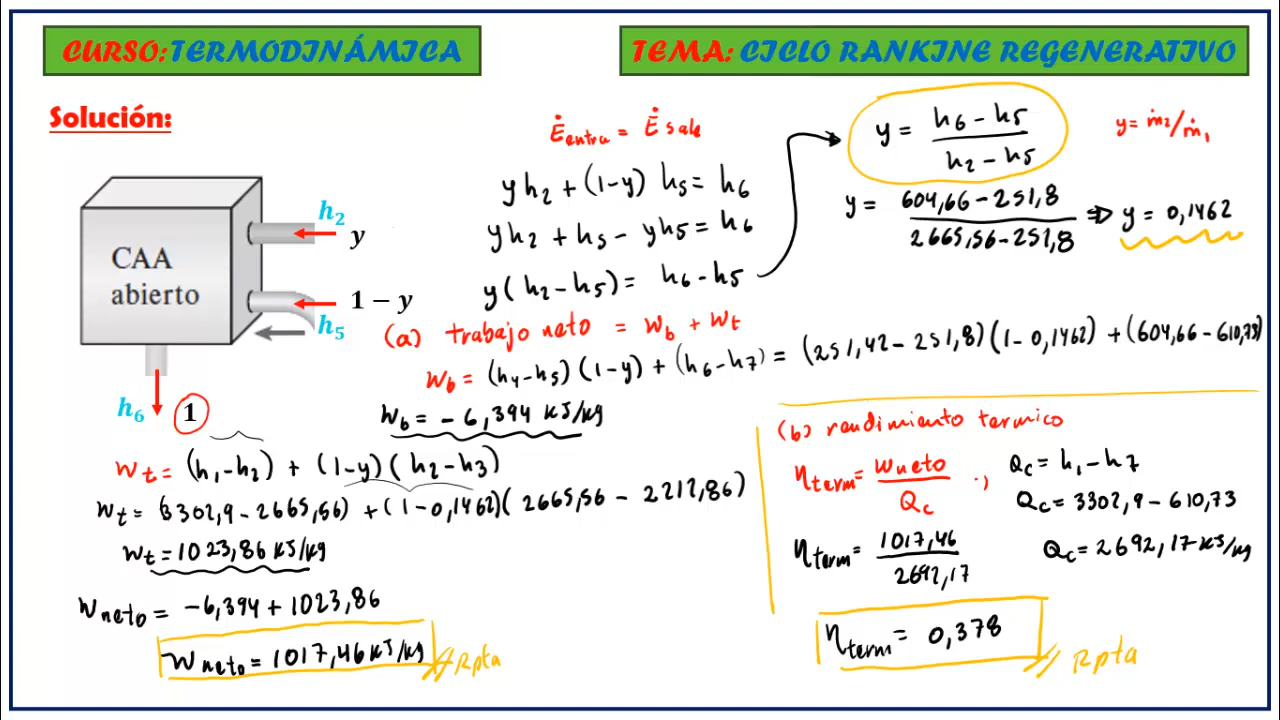 CURSO: TERMODINÁMICA
TEMA: CICLO RANKINE REGENERATIVO
Solución:
CAA
abierto
h₂
y
1 − y
h₅
h₆
1
Ėentra = Ėsale
yh₂ + (1-y) h₅ = h₆
yh₂ + h₅ - yh₅ = h₆
y(h₂-h₅) = h₆-h₅
y = (h₆-h₅)/(h₂-h₅)
y = ṁ₂/ṁ₁
y = (604,66-251,8)/(2665,56-251,8) ⇒ y = 0,1462
(a) trabajo neto = Wb + Wt
Wb = (h4-h5)(1-y) + (h6-h7) = (251,42-251,8)(1-0,1462) + (604,66-610,73)
Wb = -6,394 KJ/kg
Wt = (h₁-h₂) + (1-y)(h₂-h₃)
Wt = (3302,9-2665,56) + (1-0,1462)(2665,56 - 2212,86)
Wt = 1023,86 KJ/kg
Wneto = -6,394 + 1023,86
Wneto = 1017,46 KJ/kg
Rpta
(b) rendimiento termico
ηterm = Wneto/Qc
Qc = h₁-h7
Qc = 3302,9-610,73
ηterm = 1017,46/2692,17
Qc = 2692,17 KJ/kg
ηterm = 0,378
Rpta